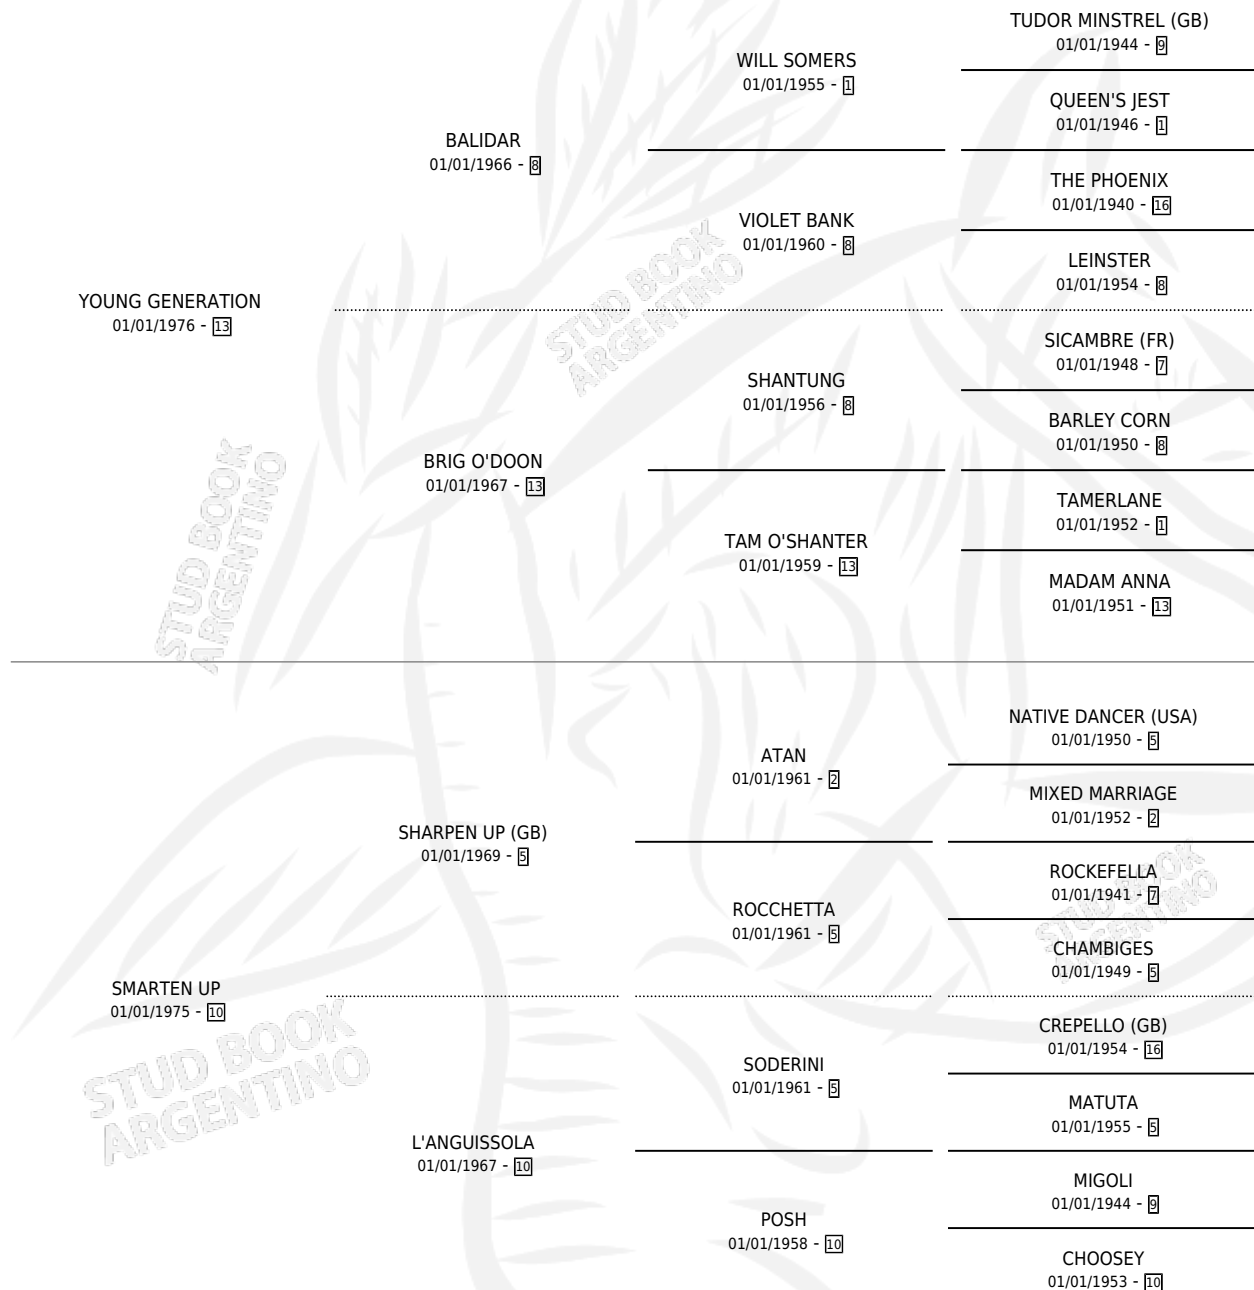 TUDOR MINSTREL (GB)
01/01/1944 - 9
WILL SOMERS
01/01/1955 - 1
QUEEN'S JEST
01/01/1946 - 1
BALIDAR
01/01/1966 - 8
THE PHOENIX
01/01/1940 - 16
VIOLET BANK
01/01/1960 - 8
LEINSTER
01/01/1954 - 8
YOUNG GENERATION
01/01/1976 - 13
SICAMBRE (FR)
01/01/1948 - 7
SHANTUNG
01/01/1956 - 8
BARLEY CORN
01/01/1950 - 8
BRIG O'DOON
01/01/1967 - 13
TAMERLANE
01/01/1952 - 1
TAM O'SHANTER
01/01/1959 - 13
MADAM ANNA
01/01/1951 - 13
NATIVE DANCER (USA)
01/01/1950 - 5
ATAN
01/01/1961 - 2
MIXED MARRIAGE
01/01/1952 - 2
SHARPEN UP (GB)
01/01/1969 - 5
ROCKEFELLA
01/01/1941 - 7
ROCCHETTA
01/01/1961 - 5
CHAMBIGES
01/01/1949 - 5
SMARTEN UP
01/01/1975 - 10
CREPELLO (GB)
01/01/1954 - 16
SODERINI
01/01/1961 - 5
MATUTA
01/01/1955 - 5
L'ANGUISSOLA
01/01/1967 - 10
MIGOLI
01/01/1944 - 9
POSH
01/01/1958 - 10
CHOOSEY
01/01/1953 - 10
STUD BOOK
ARGENTINO
STUD BOOK
ARGENTINO
STUD BOOK
ARGENTINO
STUD BOOK
ARGENTINO